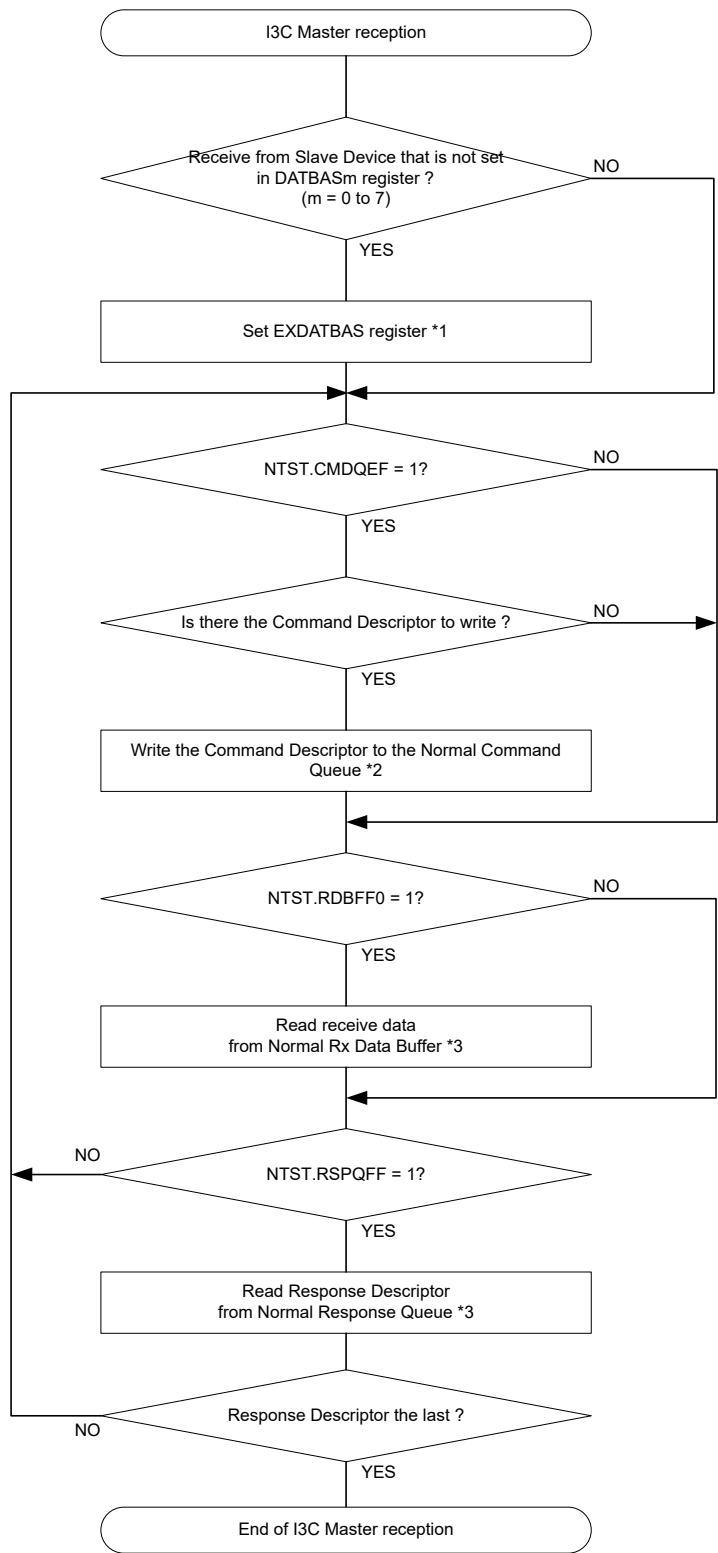 I3C Master reception
Receive from Slave Device that is not set
in DATBASm register ?
(m = 0 to 7)
NO
YES
Set EXDATBAS register *1
NTST.CMDQEF = 1?
NO
YES
Is there the Command Descriptor to write ?
NO
YES
Write the Command Descriptor to the Normal Command
Queue *2
NTST.RDBFF0 = 1?
NO
YES
Read receive data
from Normal Rx Data Buffer *3
NO
NTST.RSPQFF = 1?
YES
Read Response Descriptor
from Normal Response Queue *3
Response Descriptor the last ?
NO
YES
End of I3C Master reception